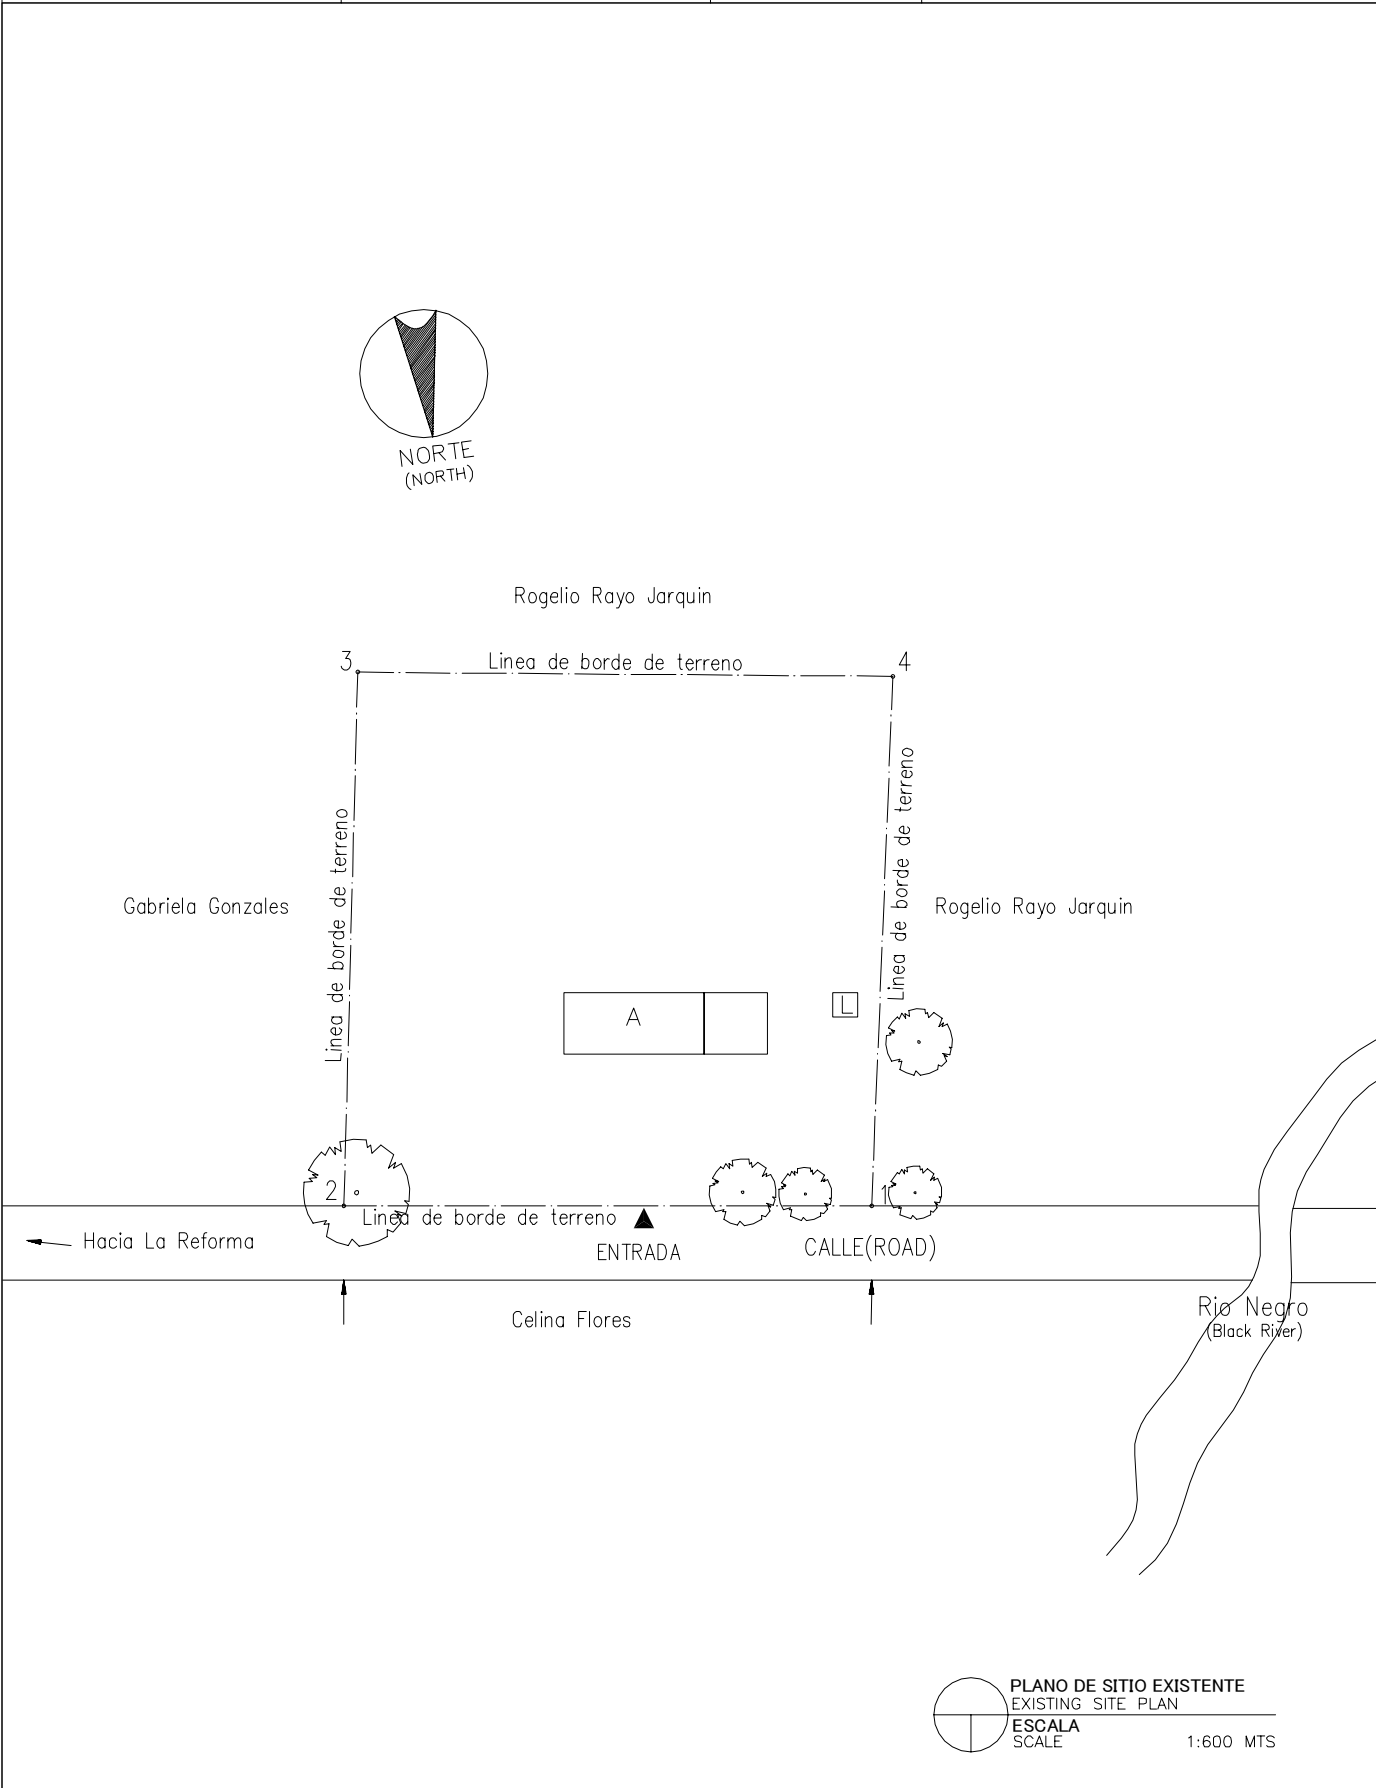 NORTE
(NORTH)
Rogelio Rayo Jarquin
3
Linea de borde de terreno
4
Linea de borde de terreno
Linea de borde de terreno
Gabriela Gonzales
Rogelio Rayo Jarquin
A
L
2
1
Linea de borde de terreno
Hacia La Reforma
ENTRADA
CALLE(ROAD)
Celina Flores
Rio Negro
(Black River)
PLANO DE SITIO EXISTENTE
EXISTING SITE PLAN
ESCALA
SCALE 1:600 MTS